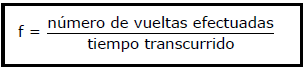 f = número de vueltas efectuadas
tiempo transcurrido